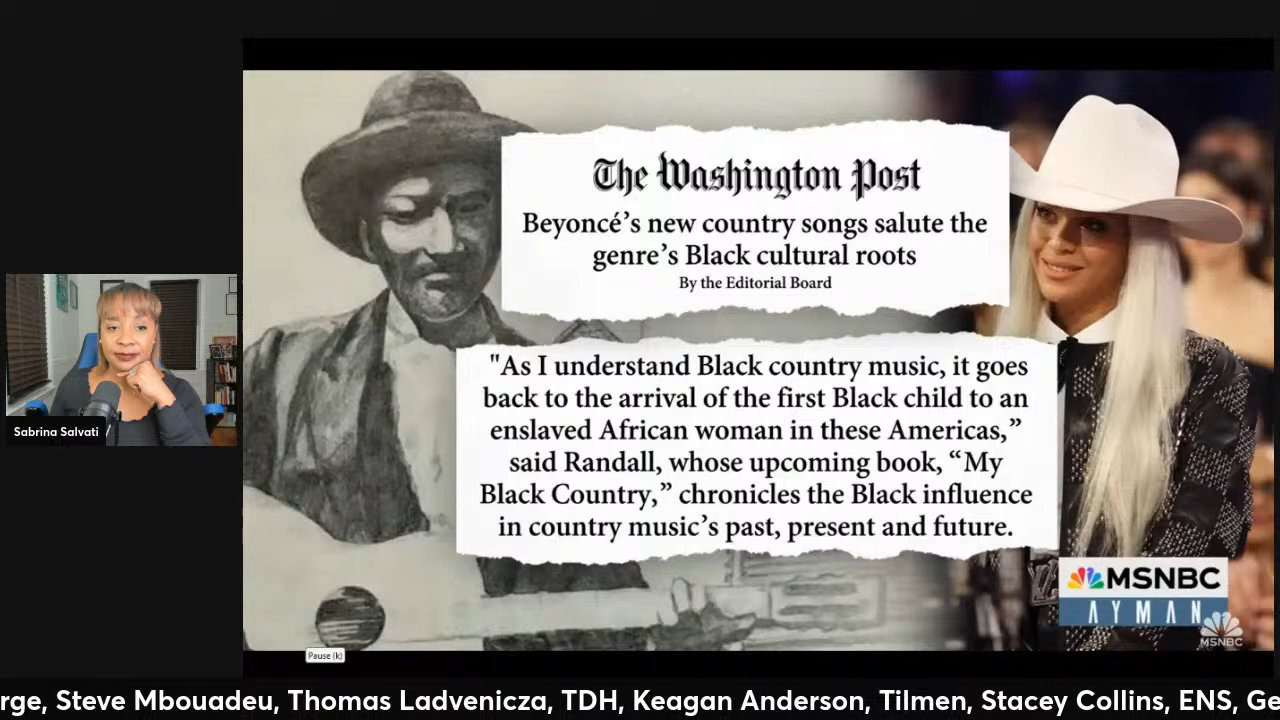 The Washington Post
Beyoncé's new country songs salute the
genre's Black cultural roots
By the Editorial Board
"As I understand Black country music, it goes
back to the arrival of the first Black child to an
enslaved African woman in these Americas,”
said Randall, whose upcoming book, “My
Black Country,” chronicles the Black influence
in country music’s past, present and future.
Sabrina Salvati
MSNBC
AYMAN
MSNBC
Pause (k)
rge, Steve Mbouadeu, Thomas Ladvenicza, TDH, Keagan Anderson, Tilmen, Stacey Collins, ENS, Ge